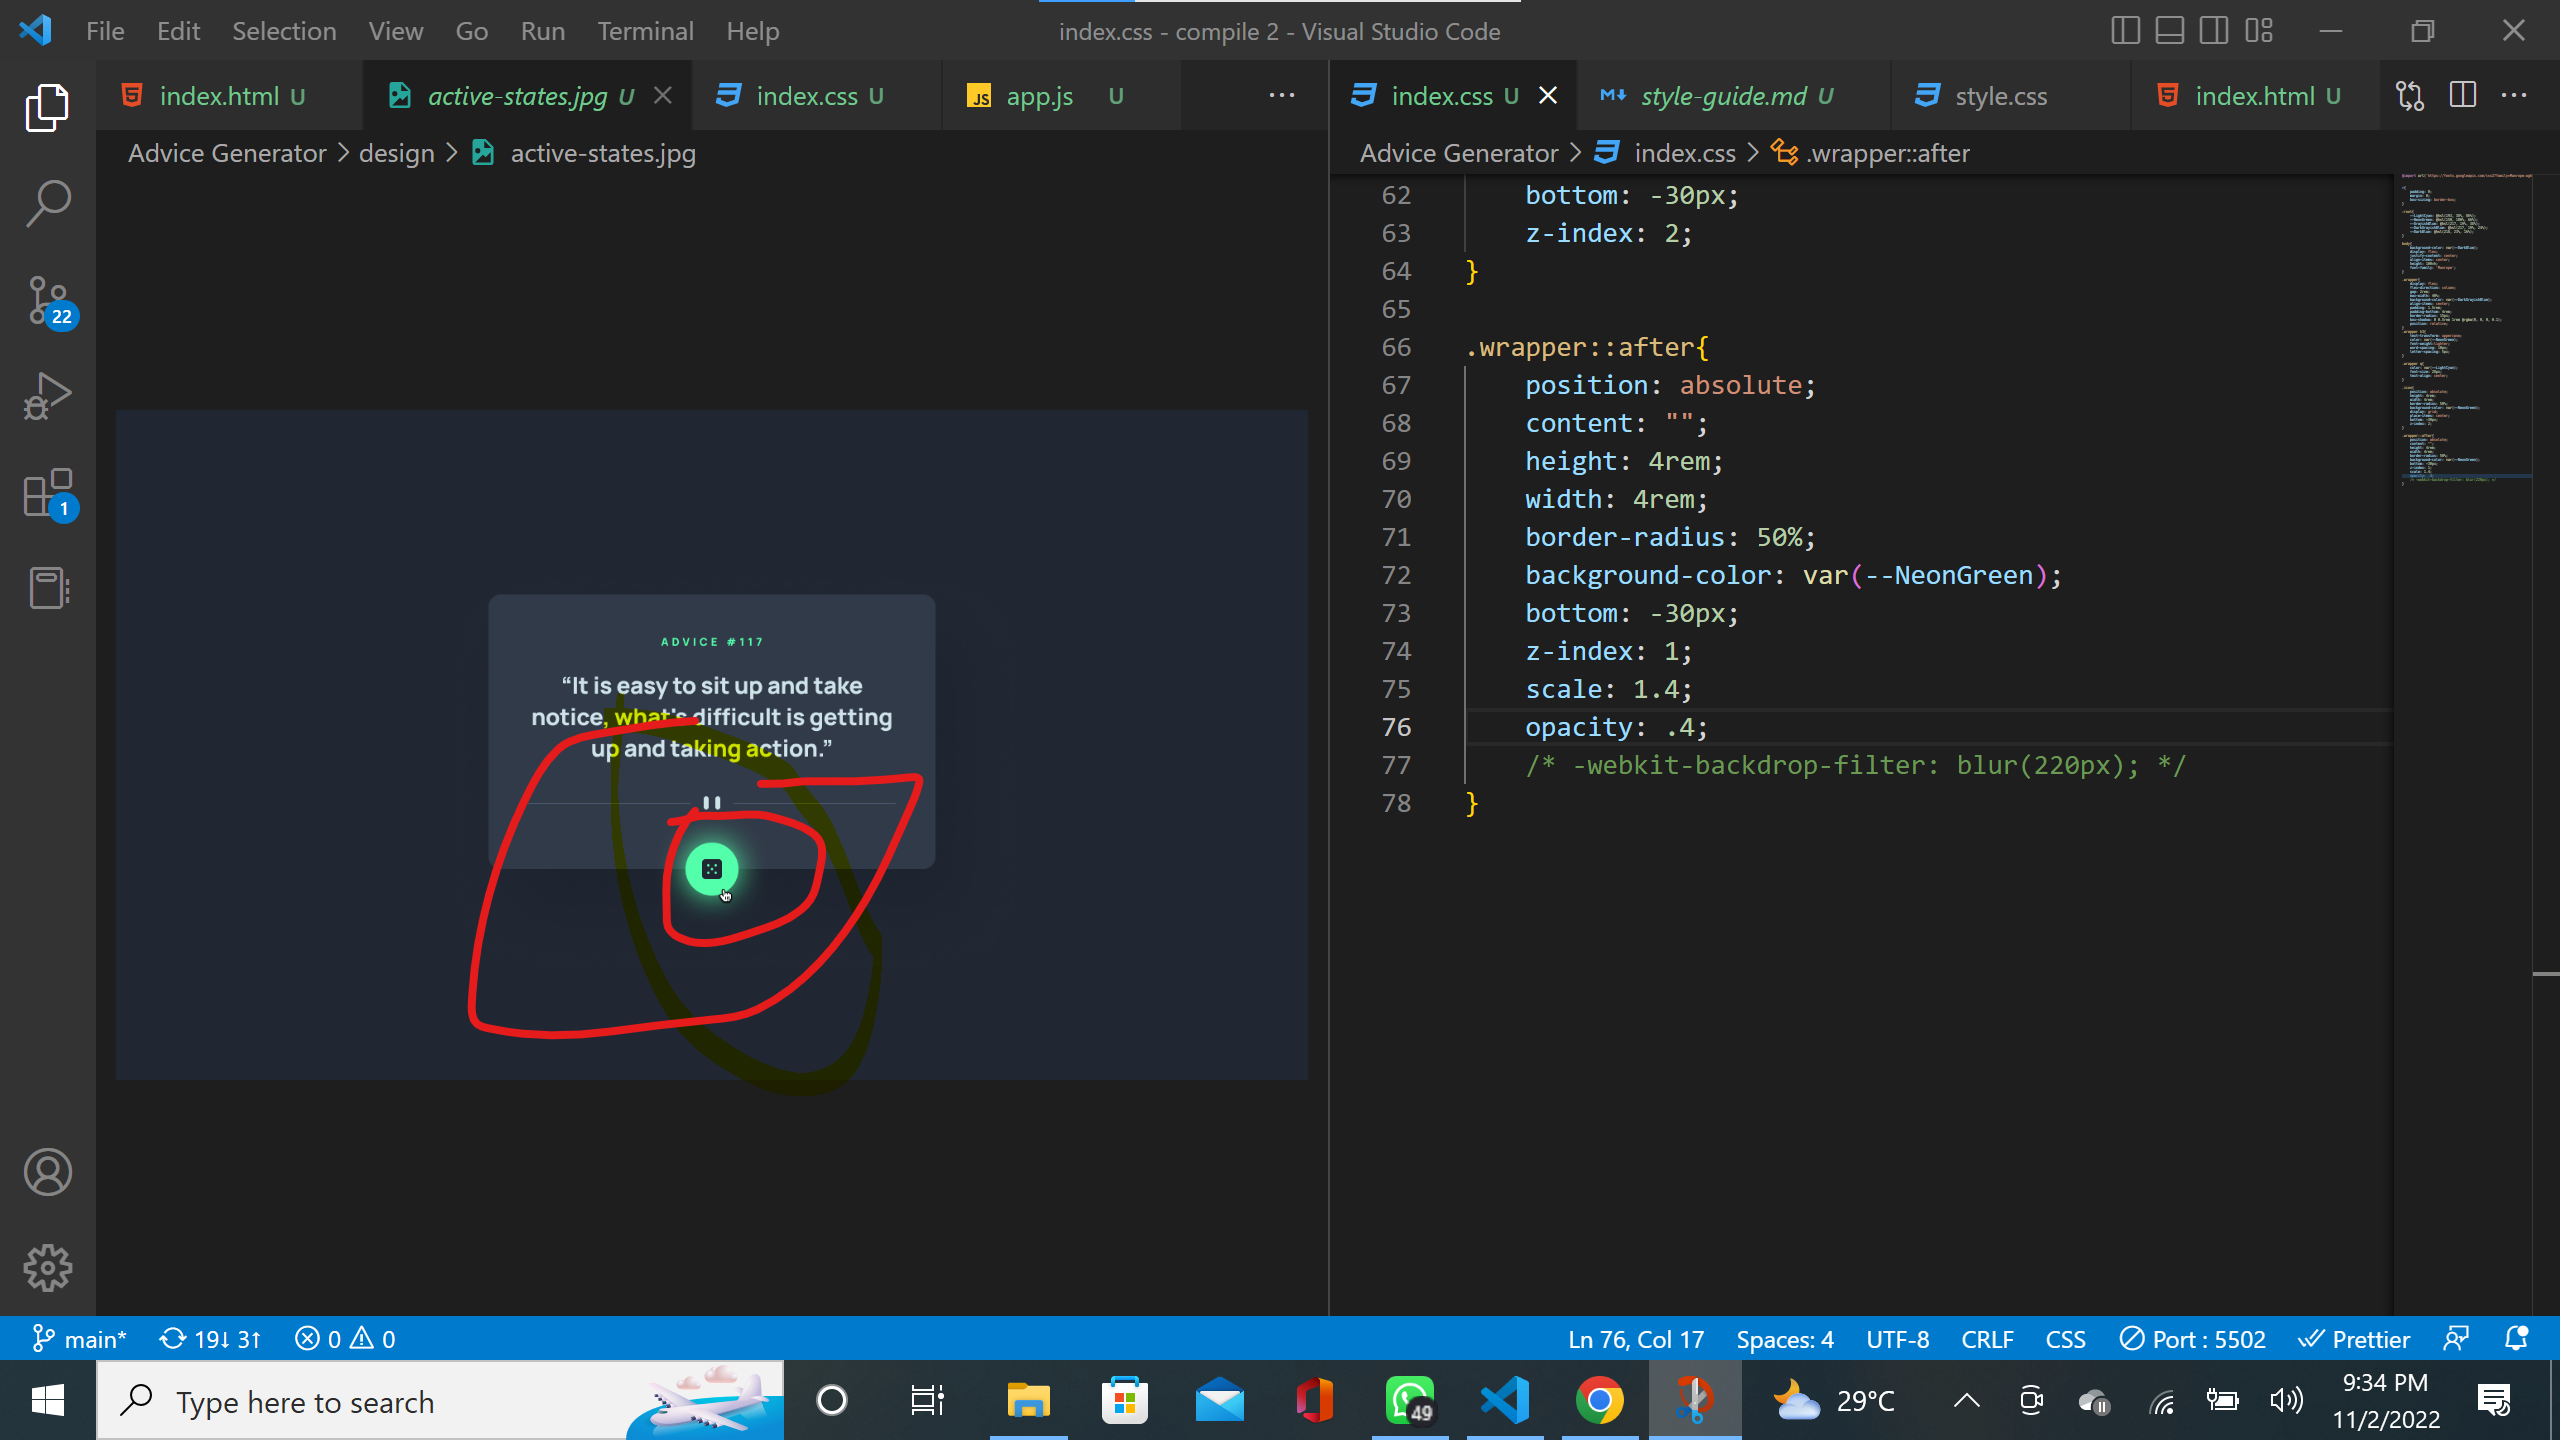 File Edit Selection View Go Run Terminal Help
index.css - compile 2 - Visual Studio Code
index.html U
active-states.jpg U
index.css U
JS app.js U
index.css U
style-guide.md U
style.css
index.html U
Advice Generator > design > active-states.jpg
Advice Generator > index.css > .wrapper::after
22
1
ADVICE #117
“It is easy to sit up and take
notice, what's difficult is getting
up and taking action.”
62 bottom: -30px;
63 z-index: 2;
64 }
65
66 .wrapper::after{
67 position: absolute;
68 content: "";
69 height: 4rem;
70 width: 4rem;
71 border-radius: 50%;
72 background-color: var(--NeonGreen);
73 bottom: -30px;
74 z-index: 1;
75 scale: 1.4;
76 opacity: .4;
77 /* -webkit-backdrop-filter: blur(220px); */
78 }
main* 19↓ 3↑ 0 0
Ln 76, Col 17 Spaces: 4 UTF-8 CRLF CSS Port : 5502 Prettier
Type here to search
49
29°C
9:34 PM
11/2/2022